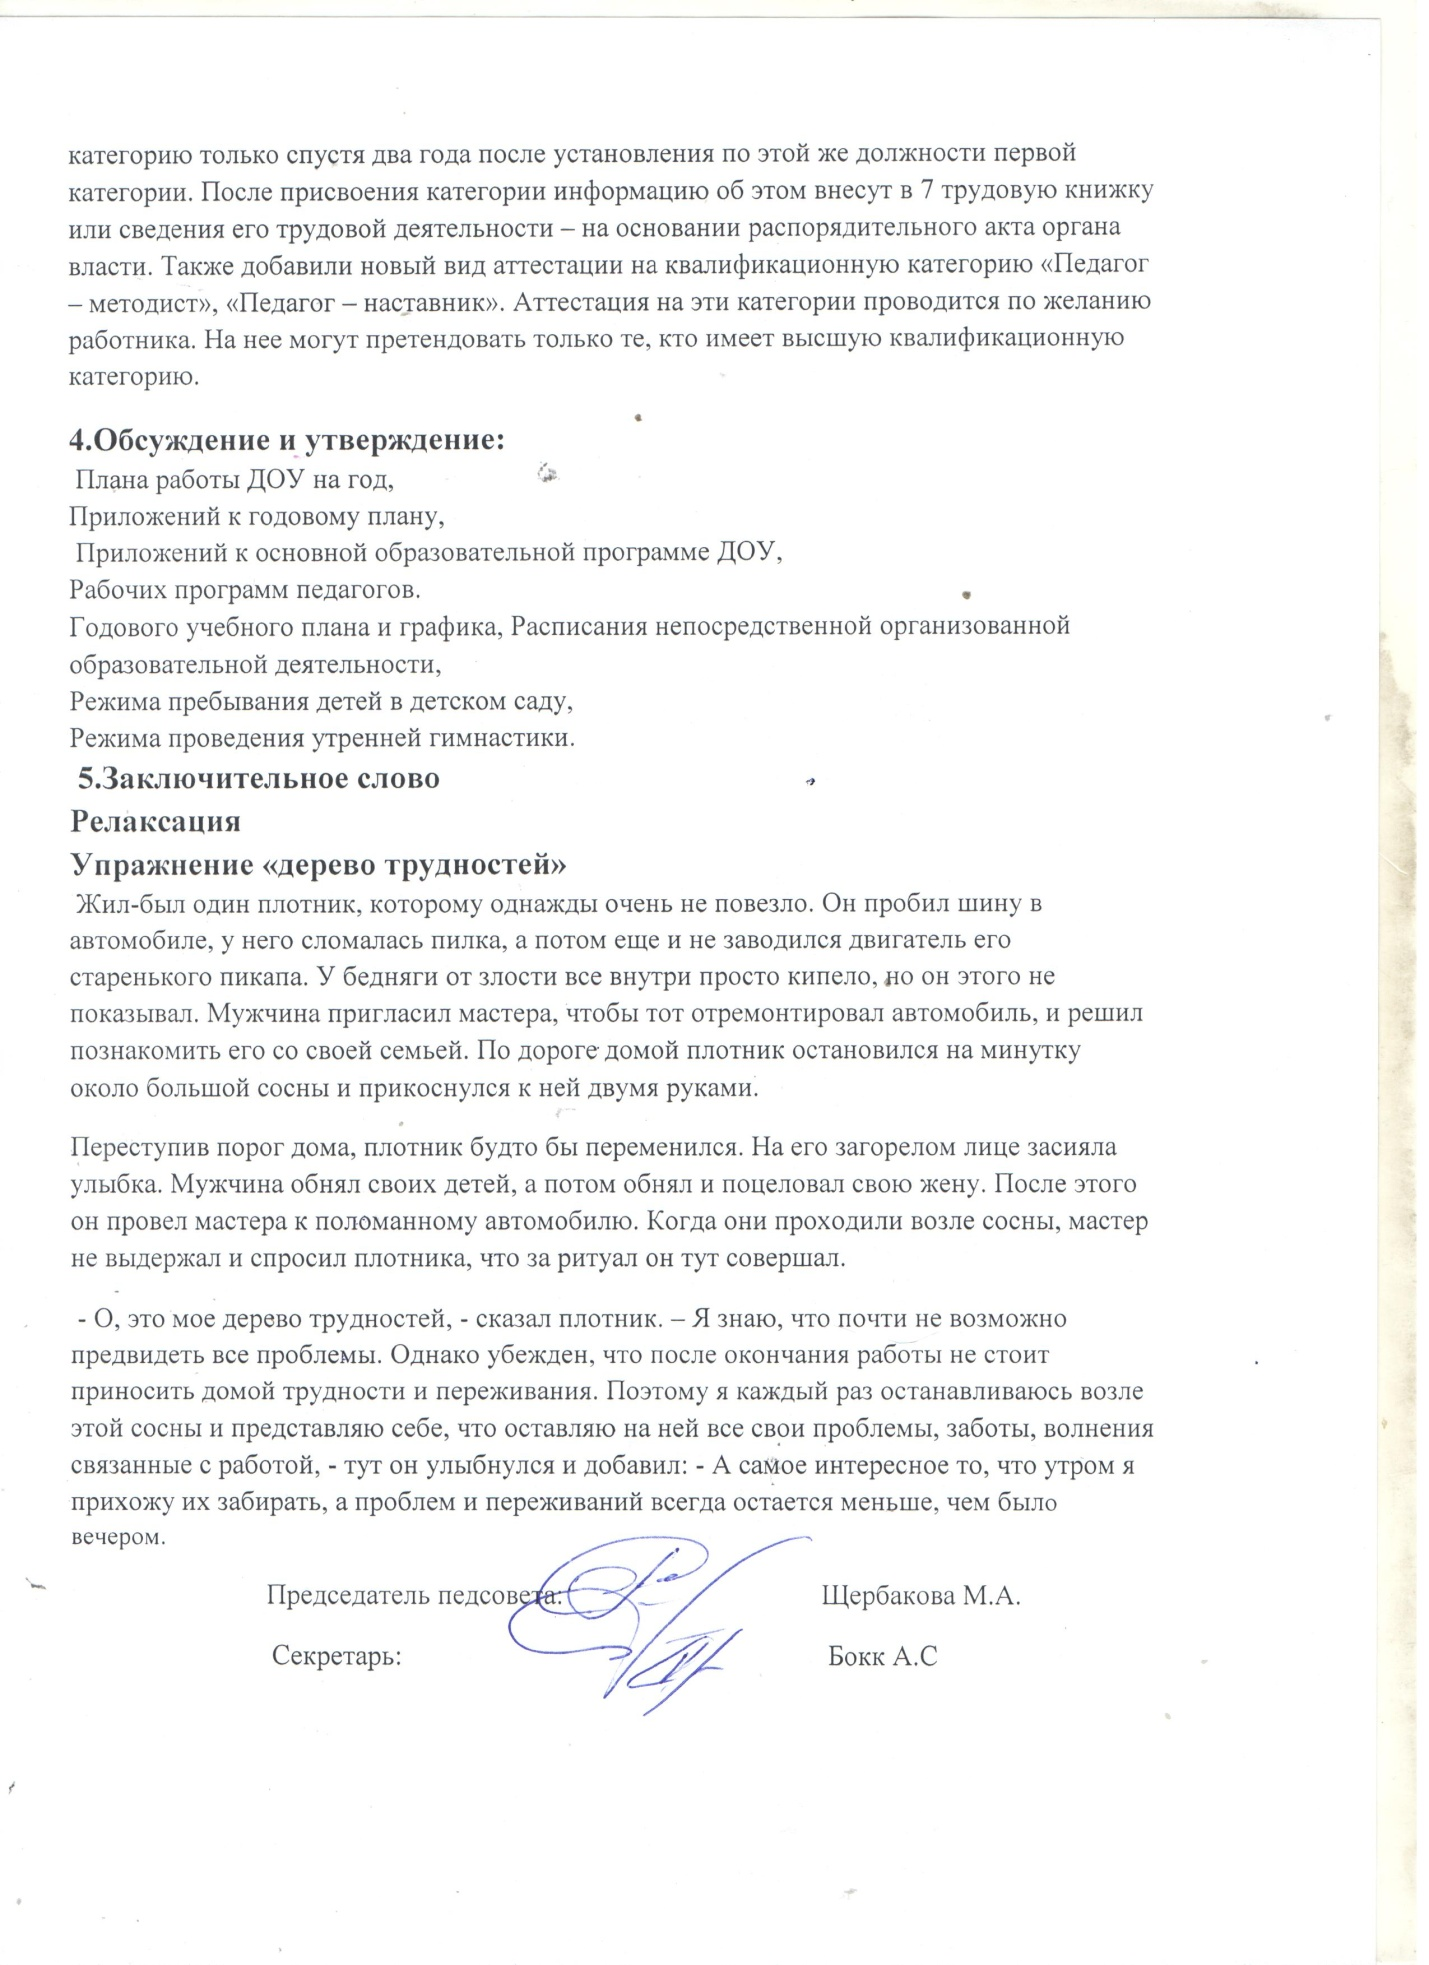 категорию только спустя два года после установления по этой же должности первой
категории. После присвоения категории информацию об этом внесут в 7 трудовую книжку
или сведения его трудовой деятельности – на основании распорядительного акта органа
власти. Также добавили новый вид аттестации на квалификационную категорию «Педагог
– методист», «Педагог – наставник». Аттестация на эти категории проводится по желанию
работника. На нее могут претендовать только те, кто имеет высшую квалификационную
категорию.
4.Обсуждение и утверждение:
Плана работы ДОУ на год,
Приложений к годовому плану,
Приложений к основной образовательной программе ДОУ,
Рабочих программ педагогов.
Годового учебного плана и графика, Расписания непосредственной организованной
образовательной деятельности,
Режима пребывания детей в детском саду,
Режима проведения утренней гимнастики.
5.Заключительное слово
Релаксация
Упражнение «дерево трудностей»
Жил-был один плотник, которому однажды очень не повезло. Он пробил шину в
автомобиле, у него сломалась пилка, а потом еще и не заводился двигатель его
старенького пикапа. У бедняги от злости все внутри просто кипело, но он этого не
показывал. Мужчина пригласил мастера, чтобы тот отремонтировал автомобиль, и решил
познакомить его со своей семьей. По дороге домой плотник остановился на минутку
около большой сосны и прикоснулся к ней двумя руками.
Переступив порог дома, плотник будто бы переменился. На его загорелом лице засияла
улыбка. Мужчина обнял своих детей, а потом обнял и поцеловал свою жену. После этого
он провел мастера к поломанному автомобилю. Когда они проходили возле сосны, мастер
не выдержал и спросил плотника, что за ритуал он тут совершал.
- О, это мое дерево трудностей, - сказал плотник. – Я знаю, что почти не возможно
предвидеть все проблемы. Однако убежден, что после окончания работы не стоит
приносить домой трудности и переживания. Поэтому я каждый раз останавливаюсь возле
этой сосны и представляю себе, что оставляю на ней все свои проблемы, заботы, волнения
связанные с работой, - тут он улыбнулся и добавил: - А самое интересное то, что утром я
прихожу их забирать, а проблем и переживаний всегда остается меньше, чем было
вечером.
Председатель педсовета: Щербакова М.А.
Секретарь: Бокк А.С